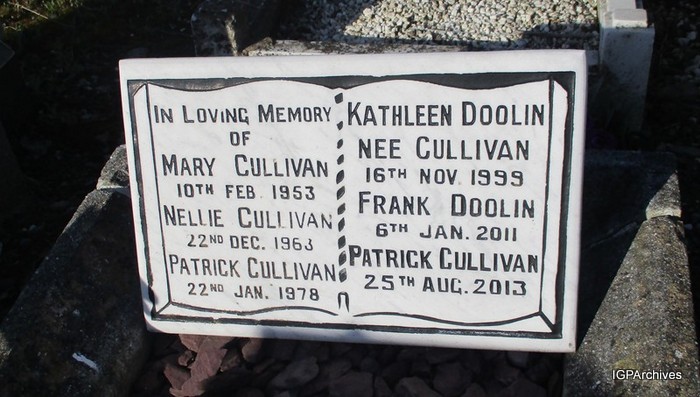 IN LOVING MEMORY
OF
MARY CULLIVAN
10TH FEB. 1953
NELLIE CULLIVAN
22ND DEC. 1963
PATRICK CULLIVAN
22ND JAN. 1978
KATHLEEN DOOLIN
NEE CULLIVAN
16TH NOV. 1999
FRANK DOOLIN
6TH JAN. 2011
PATRICK CULLIVAN
25TH AUG. 2013
IGPArchives